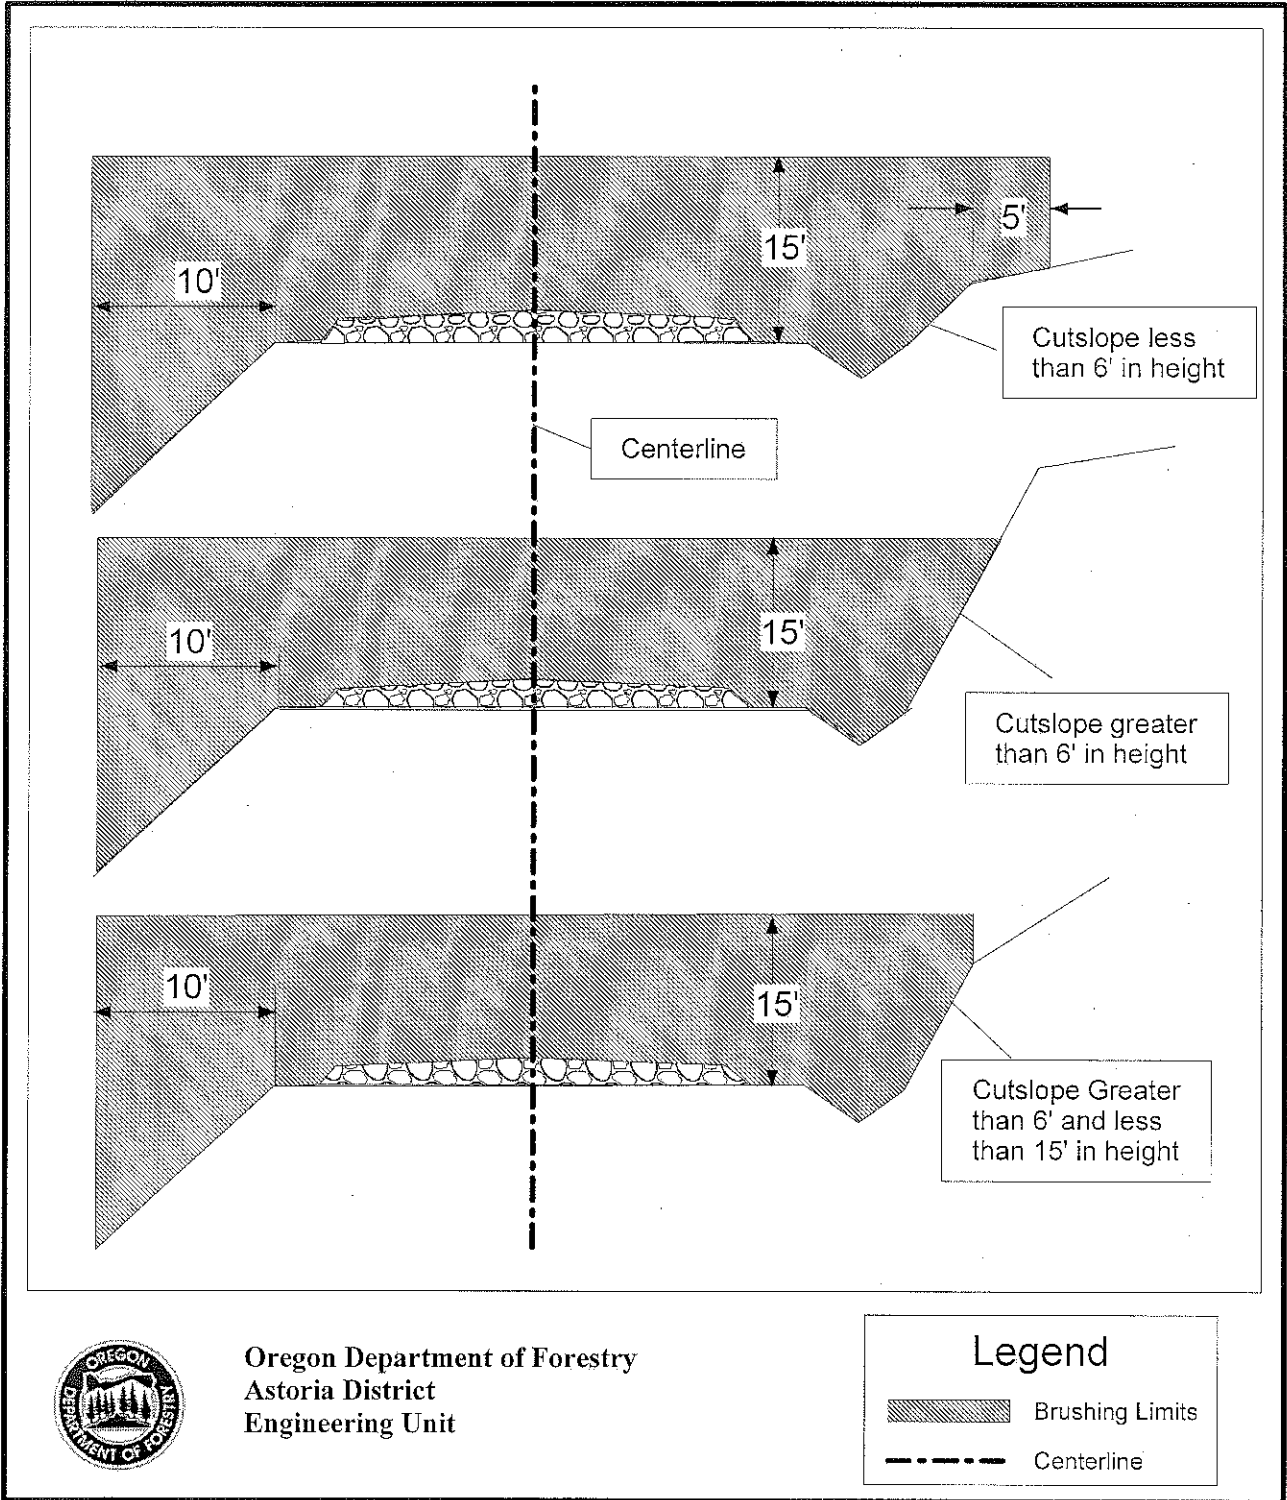 15'
5'
10'
Cutslope less
than 6' in height
Centerline
15'
10'
Cutslope greater
than 6' in height
15'
10'
Cutslope Greater
than 6' and less
than 15' in height
OREGON
DEPARTMENT OF FORESTRY
Oregon Department of Forestry
Astoria District
Engineering Unit
Legend
Brushing Limits
Centerline